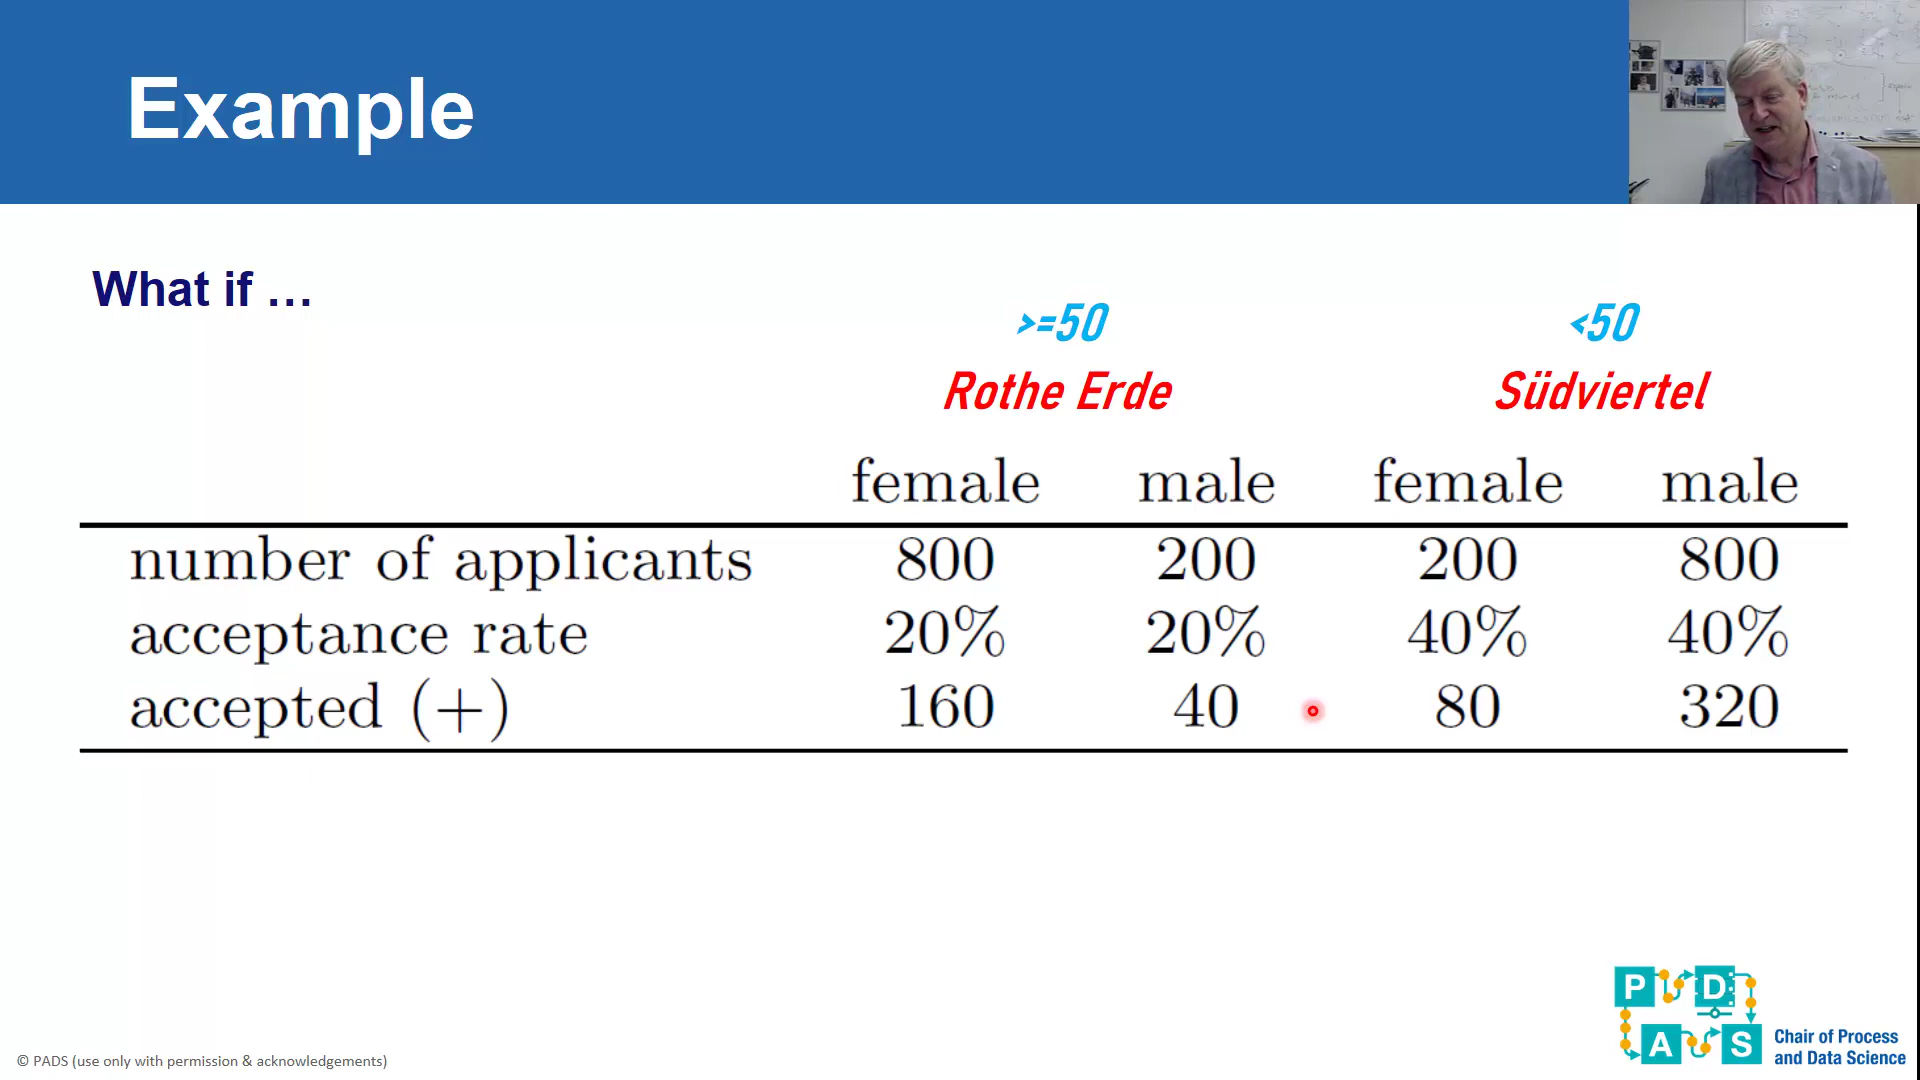 Example
What if …
>=50 <50
Rothe Erde Südviertel
female male female male
number of applicants 800 200 200 800
acceptance rate 20% 20% 40% 40%
accepted (+) 160 40 80 320
P D
A S
Chair of Process
and Data Science
© PADS (use only with permission & acknowledgements)